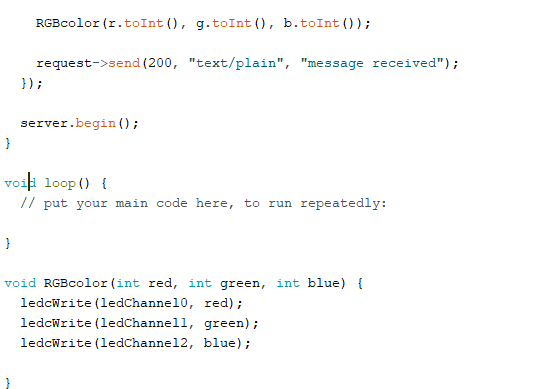 RGBcolor(r.toInt(), g.toInt(), b.toInt());
request->send(200, "text/plain", "message received");
});
server.begin();
}
void loop() {
// put your main code here, to run repeatedly:
}
void RGBcolor(int red, int green, int blue) {
ledcWrite(ledChannel0, red);
ledcWrite(ledChannel1, green);
ledcWrite(ledChannel2, blue);
}